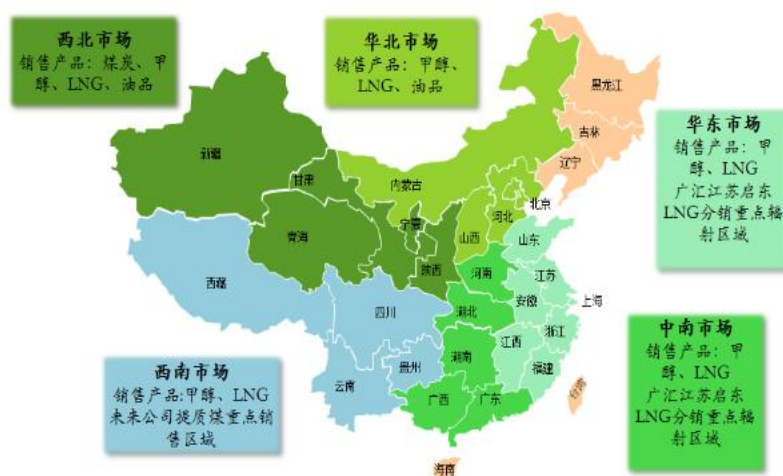 西北市场
销售产品：煤炭、甲
醇、LNG、油品
华北市场
销售产品：甲醇、
LNG、油品
华东市场
销售产品：甲
醇、LNG
广汇江苏启东
LNG分销重点辐
射区域
西南市场
销售产品:甲醇、LNG
未来公司提质煤重点销
售区域
中南市场
销售产品：甲
醇、LNG
广汇江苏启东
LNG分销重点辐
射区域
黑龙江
吉林
辽宁
新疆
甘肃
内蒙古
北京
河北
宁夏
山西
山东
青海
陕西
河南
江苏
西藏
四川
湖北
安徽
上海
浙江
江西
湖南
贵州
福建
云南
广西
广东
台湾
海南